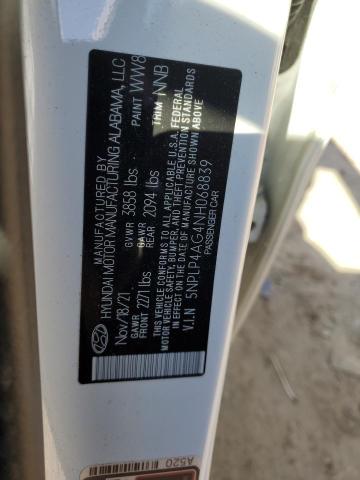 MANUFACTURED BY
HYUNDAI MOTOR MANUFACTURING ALABAMA, LLC
Nov/18/21 GVWR 3858 lbs PAINT WW8
GAWR FRONT 2271 lbs GAWR REAR 2094 lbs TRIM NNB
THIS VEHICLE CONFORMS TO ALL APPLICABLE U.S.A. FEDERAL
MOTOR VEHICLE SAFETY, BUMPER, AND THEFT PREVENTION STANDARDS
IN EFFECT ON THE DATE OF MANUFACTURE SHOWN ABOVE
V.I.N 5NPLP4AG4NH068839
PASSENGER CAR
A520